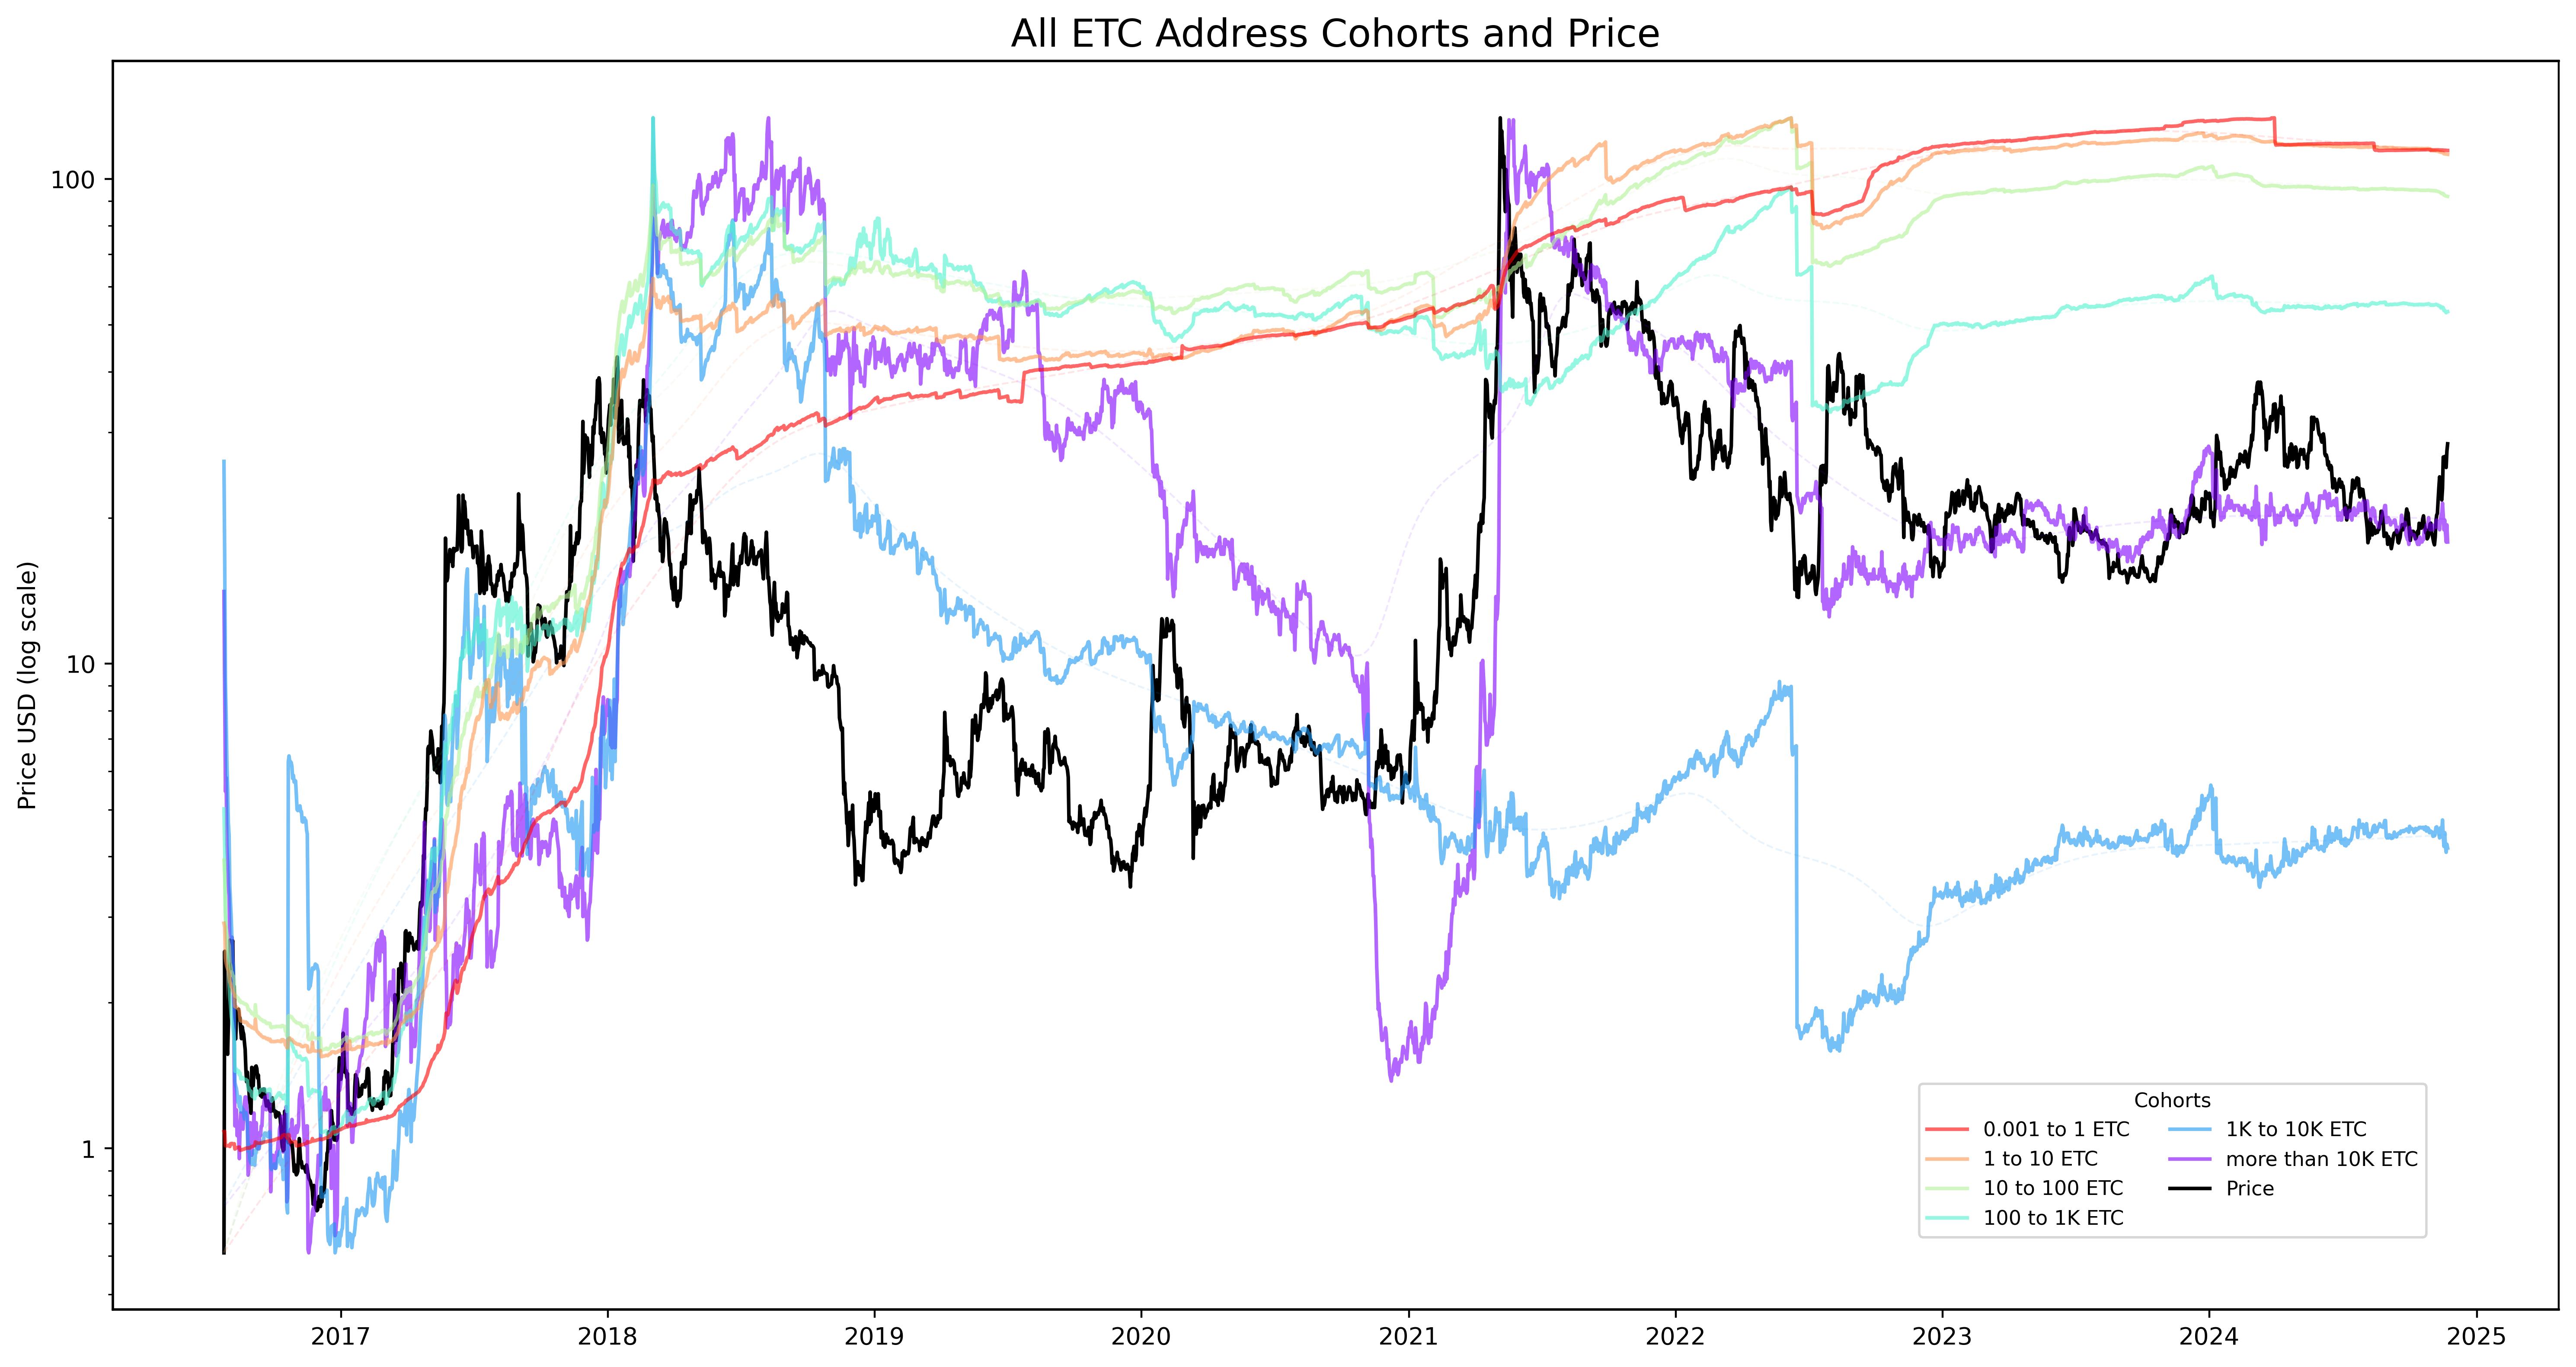 All ETC Address Cohorts and Price
Price USD (log scale)
100
10
1
2017 2018 2019 2020 2021 2022 2023 2024 2025
Cohorts
0.001 to 1 ETC
1 to 10 ETC
10 to 100 ETC
100 to 1K ETC
1K to 10K ETC
more than 10K ETC
Price